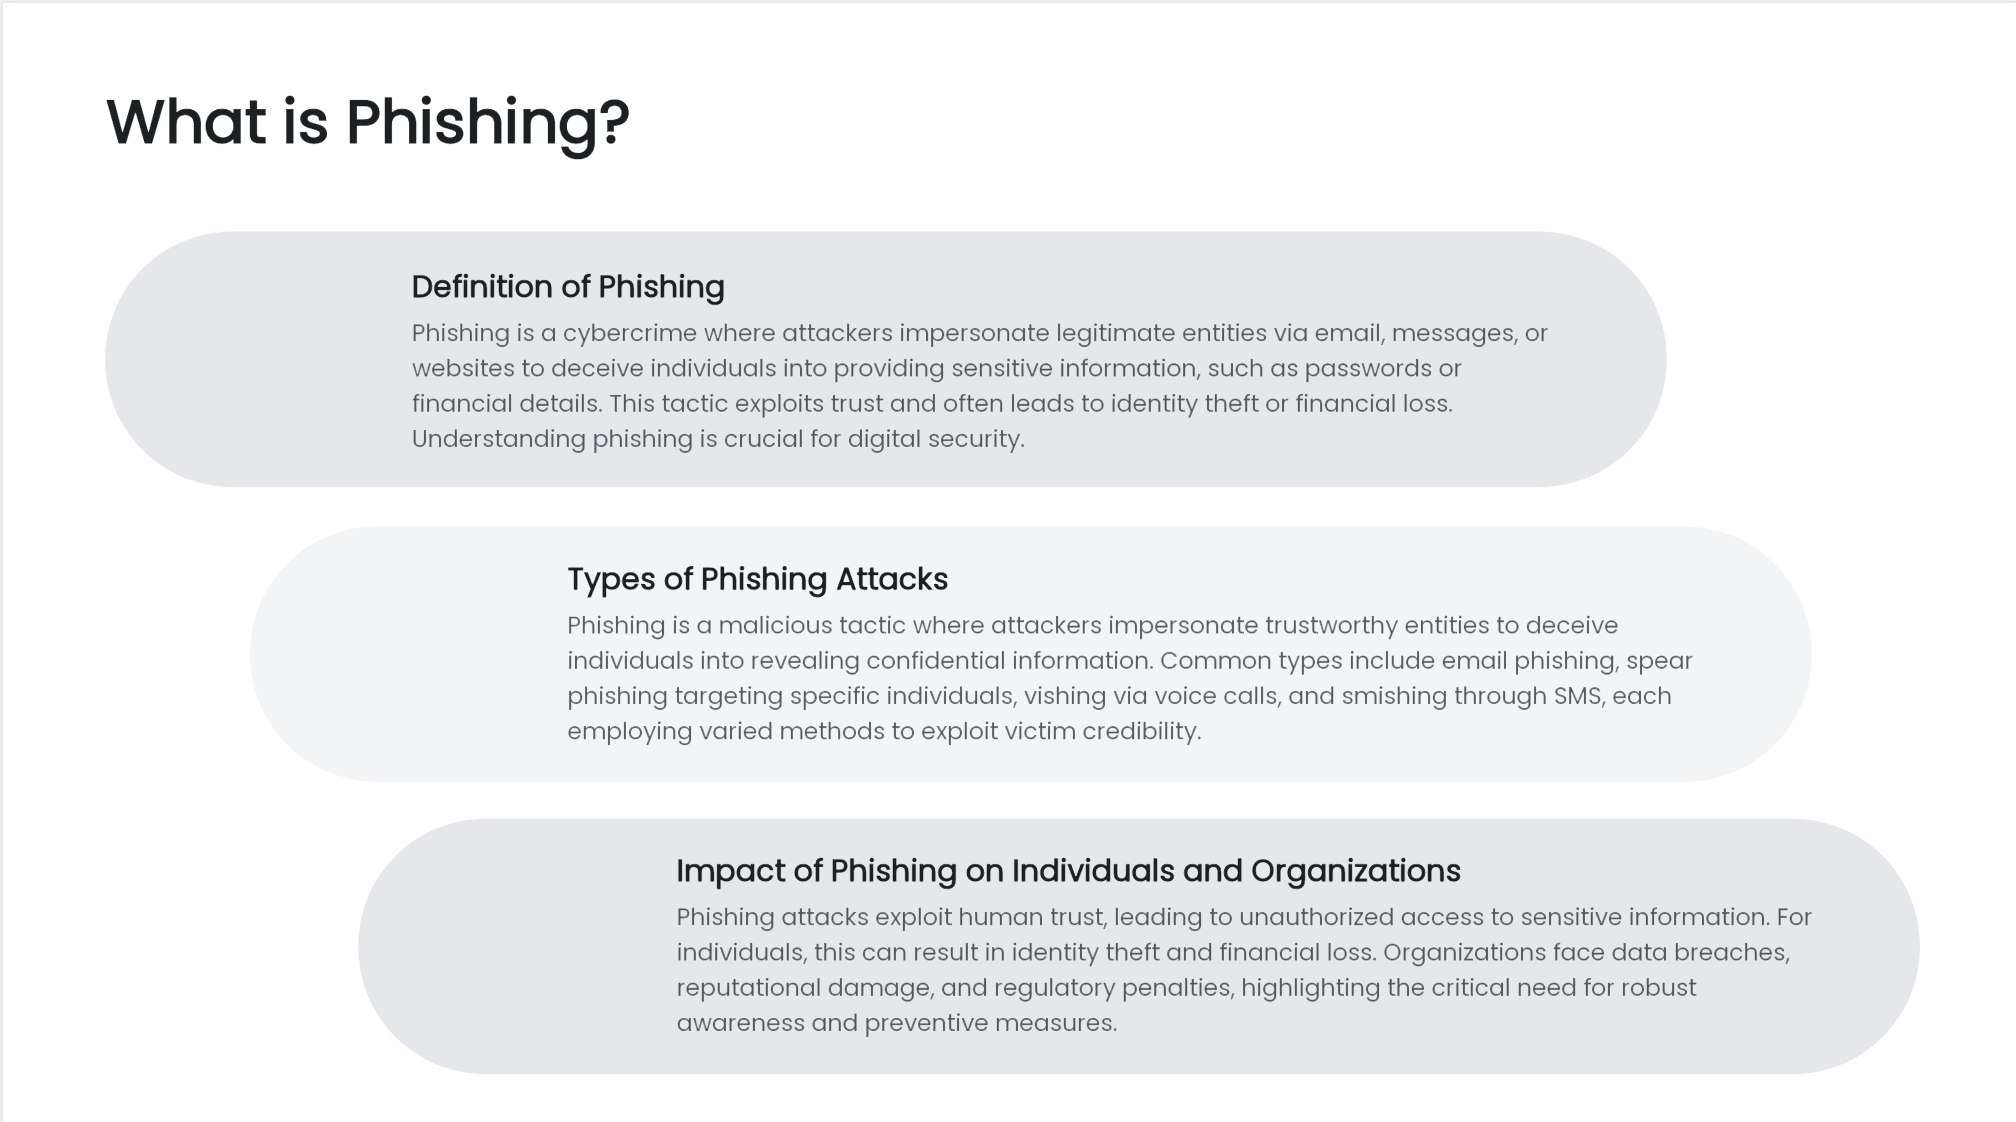 What is Phishing?
Definition of Phishing
Phishing is a cybercrime where attackers impersonate legitimate entities via email, messages, or
websites to deceive individuals into providing sensitive information, such as passwords or
financial details. This tactic exploits trust and often leads to identity theft or financial loss.
Understanding phishing is crucial for digital security.
Types of Phishing Attacks
Phishing is a malicious tactic where attackers impersonate trustworthy entities to deceive
individuals into revealing confidential information. Common types include email phishing, spear
phishing targeting specific individuals, vishing via voice calls, and smishing through SMS, each
employing varied methods to exploit victim credibility.
Impact of Phishing on Individuals and Organizations
Phishing attacks exploit human trust, leading to unauthorized access to sensitive information. For
individuals, this can result in identity theft and financial loss. Organizations face data breaches,
reputational damage, and regulatory penalties, highlighting the critical need for robust
awareness and preventive measures.